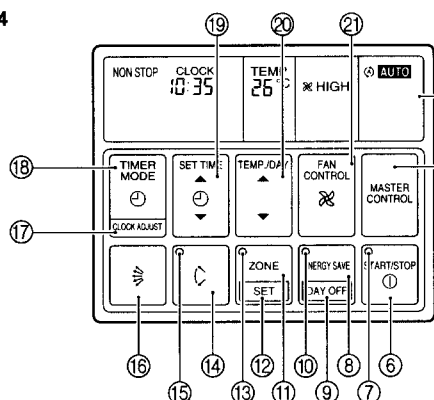 4
⑲ ⑳ ㉑
NON STOP
CLOCK
10:35
TEMP
26°C
HIGH
AUTO
⑱
TIMER MODE
SET TIME
TEMP./DAY
FAN CONTROL
MASTER CONTROL
⑰
CLOCK ADJUST
ZONE
SET
ENERGY SAVE
DAY OFF
START/STOP
⑯ ⑭ ⑫ ⑩ ⑧ ⑥
⑮ ⑬ ⑪ ⑨ ⑦